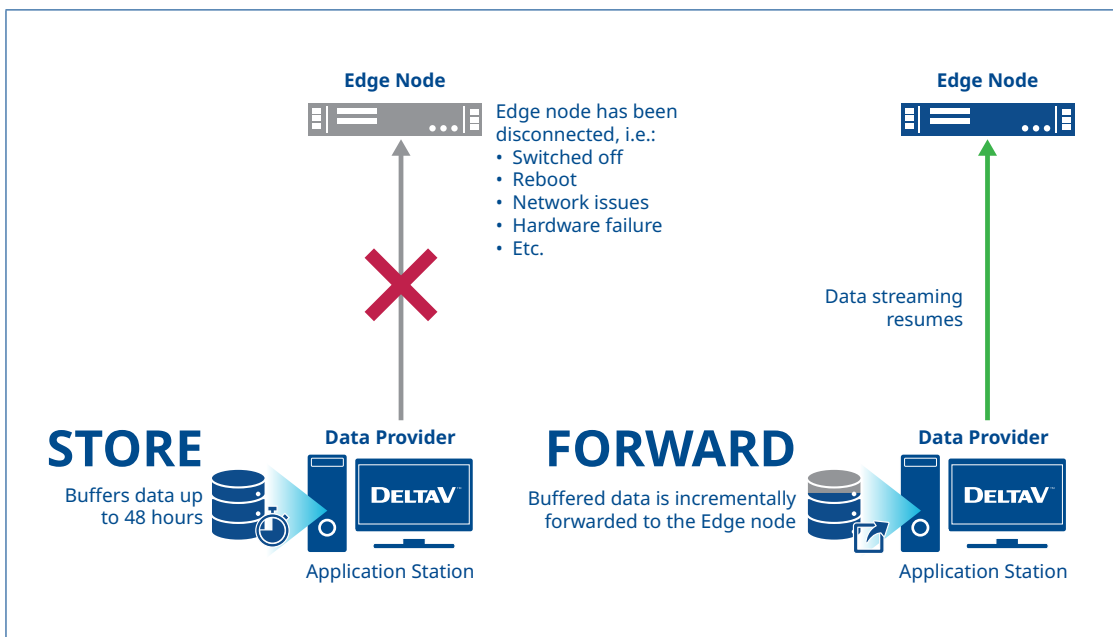 Edge Node
Edge node has been
disconnected, i.e.:
• Switched off
• Reboot
• Network issues
• Hardware failure
• Etc.
STORE
Buffers data up
to 48 hours
Data Provider
DELTAV™
Application Station
Edge Node
Data streaming
resumes
FORWARD
Buffered data is incrementally
forwarded to the Edge node
Data Provider
DELTAV™
Application Station